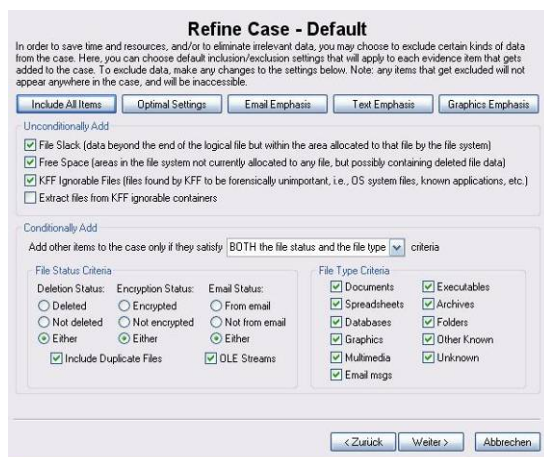 Refine Case - Default
In order to save time and resources, and/or to eliminate irrelevant data, you may choose to exclude certain kinds of data
from the case. Here, you can choose default inclusion/exclusion settings that will apply to each evidence item that gets
added to the case. To exclude data, make any changes to the settings below. Note: any items that get excluded will not
appear anywhere in the case, and will be inaccessible.
Include All Items Optimal Settings Email Emphasis Text Emphasis Graphics Emphasis
Unconditionally Add
File Slack (data beyond the end of the logical file but within the area allocated to that file by the file system)
Free Space (areas in the file system not currently allocated to any file, but possibly containing deleted file data)
KFF Ignorable Files (files found by KFF to be forensically unimportant, i.e., OS system files, known applications, etc.)
Extract files from KFF ignorable containers
Conditionally Add
Add other items to the case only if they satisfy BOTH the file status and the file type criteria
File Status Criteria
Deletion Status: Encryption Status: Email Status:
Deleted Encrypted From email
Not deleted Not encrypted Not from email
Either Either Either
Include Duplicate Files OLE Streams
File Type Criteria
Documents Executables
Spreadsheets Archives
Databases Folders
Graphics Other Known
Multimedia Unknown
Email msgs
< Zurück Weiter > Abbrechen